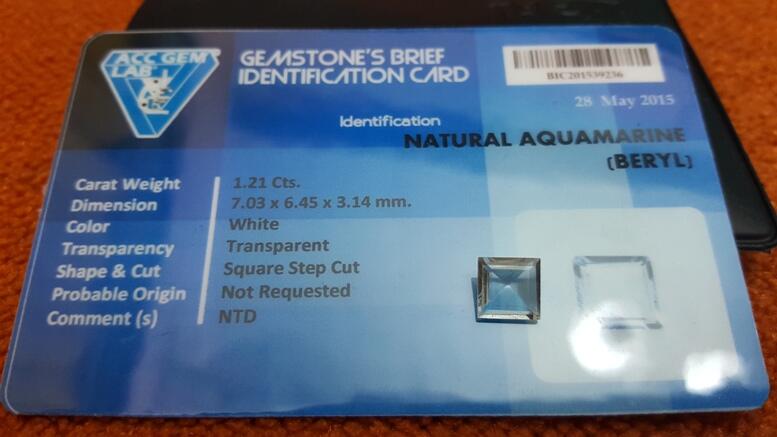 ACC GEM
LAB
GEMSTONE'S BRIEF
IDENTIFICATION CARD
BIC201539236
28 May 2015
Identification
NATURAL AQUAMARINE
(BERYL)
Carat Weight 1.21 Cts.
Dimension 7.03 x 6.45 x 3.14 mm.
Color White
Transparency Transparent
Shape & Cut Square Step Cut
Probable Origin Not Requested
Comment (s) NTD